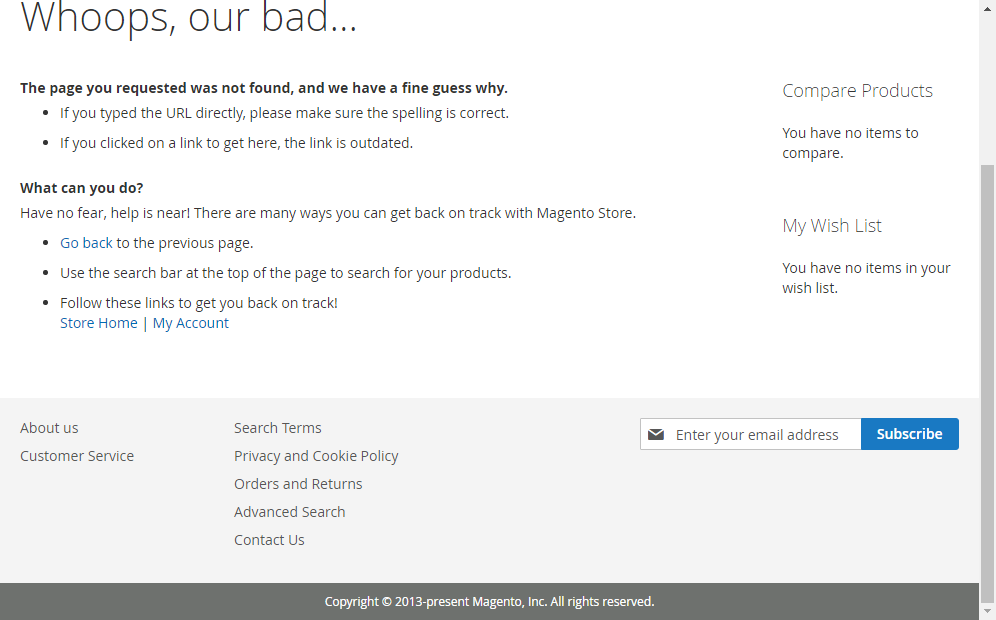 Whoops, our bad...
The page you requested was not found, and we have a fine guess why.
If you typed the URL directly, please make sure the spelling is correct.
If you clicked on a link to get here, the link is outdated.
What can you do?
Have no fear, help is near! There are many ways you can get back on track with Magento Store.
Go back to the previous page.
Use the search bar at the top of the page to search for your products.
Follow these links to get you back on track!
Store Home | My Account
Compare Products
You have no items to
compare.
My Wish List
You have no items in your
wish list.
About us
Customer Service
Search Terms
Privacy and Cookie Policy
Orders and Returns
Advanced Search
Contact Us
Enter your email address
Subscribe
Copyright © 2013-present Magento, Inc. All rights reserved.